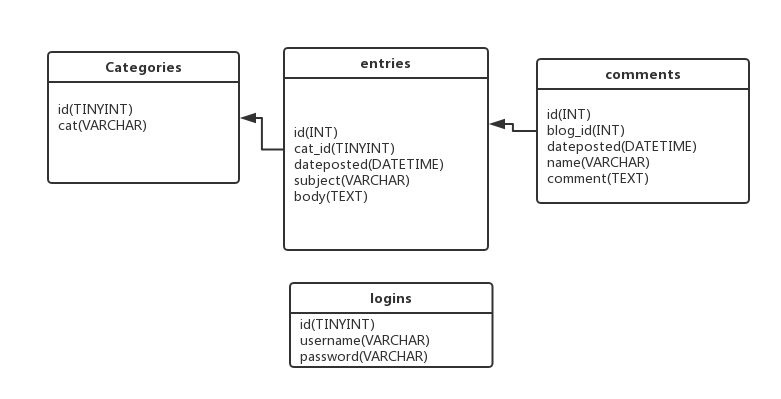 Categories
id(TINYINT)
cat(VARCHAR)
entries
id(INT)
cat_id(TINYINT)
dateposted(DATETIME)
subject(VARCHAR)
body(TEXT)
comments
id(INT)
blog_id(INT)
dateposted(DATETIME)
name(VARCHAR)
comment(TEXT)
logins
id(TINYINT)
username(VARCHAR)
password(VARCHAR)